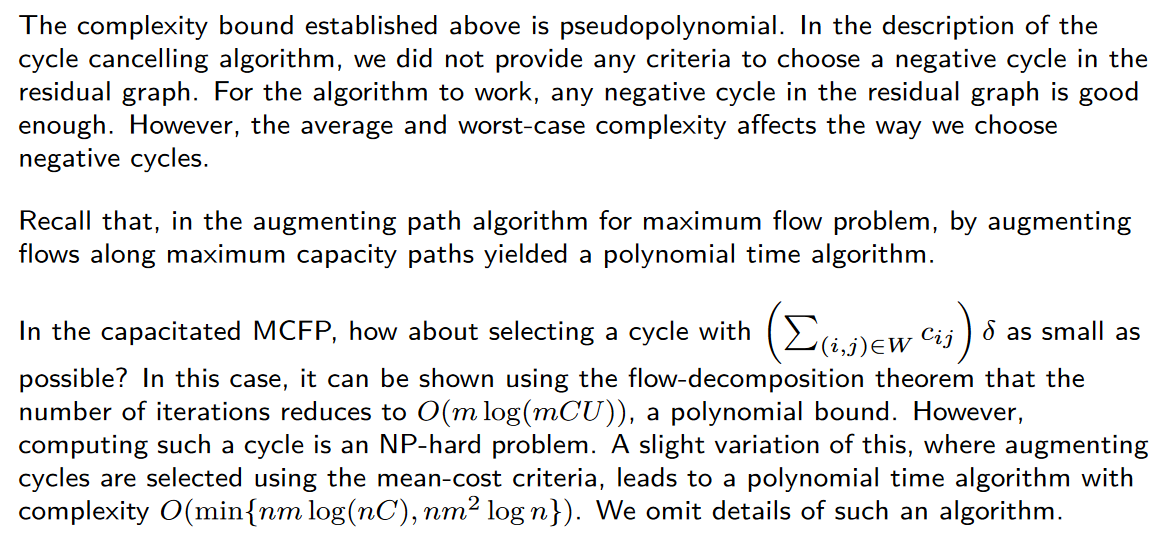 The complexity bound established above is pseudopolynomial. In the description of the
cycle cancelling algorithm, we did not provide any criteria to choose a negative cycle in the
residual graph. For the algorithm to work, any negative cycle in the residual graph is good
enough. However, the average and worst-case complexity affects the way we choose
negative cycles.
Recall that, in the augmenting path algorithm for maximum flow problem, by augmenting
flows along maximum capacity paths yielded a polynomial time algorithm.
In the capacitated MCFP, how about selecting a cycle with $\left(\sum_{(i,j)\in W} c_{ij}\right)\delta$ as small as
possible? In this case, it can be shown using the flow-decomposition theorem that the
number of iterations reduces to $O(m\log(mCU))$, a polynomial bound. However,
computing such a cycle is an NP-hard problem. A slight variation of this, where augmenting
cycles are selected using the mean-cost criteria, leads to a polynomial time algorithm with
complexity $O(\min\{nm\log(nC), nm^2\log n\})$. We omit details of such an algorithm.